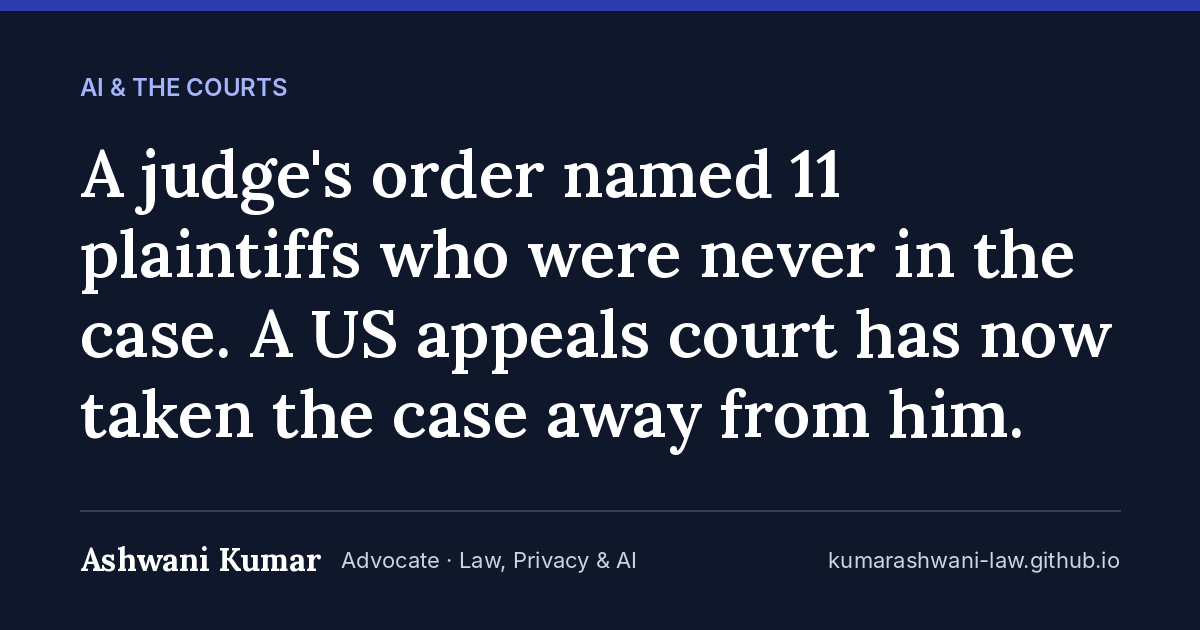 AI & THE COURTS
A judge's order named 11
plaintiffs who were never in the
case. A US appeals court has now
taken the case away from him.
Ashwani Kumar Advocate · Law, Privacy & AI kumarashwani-law.github.io